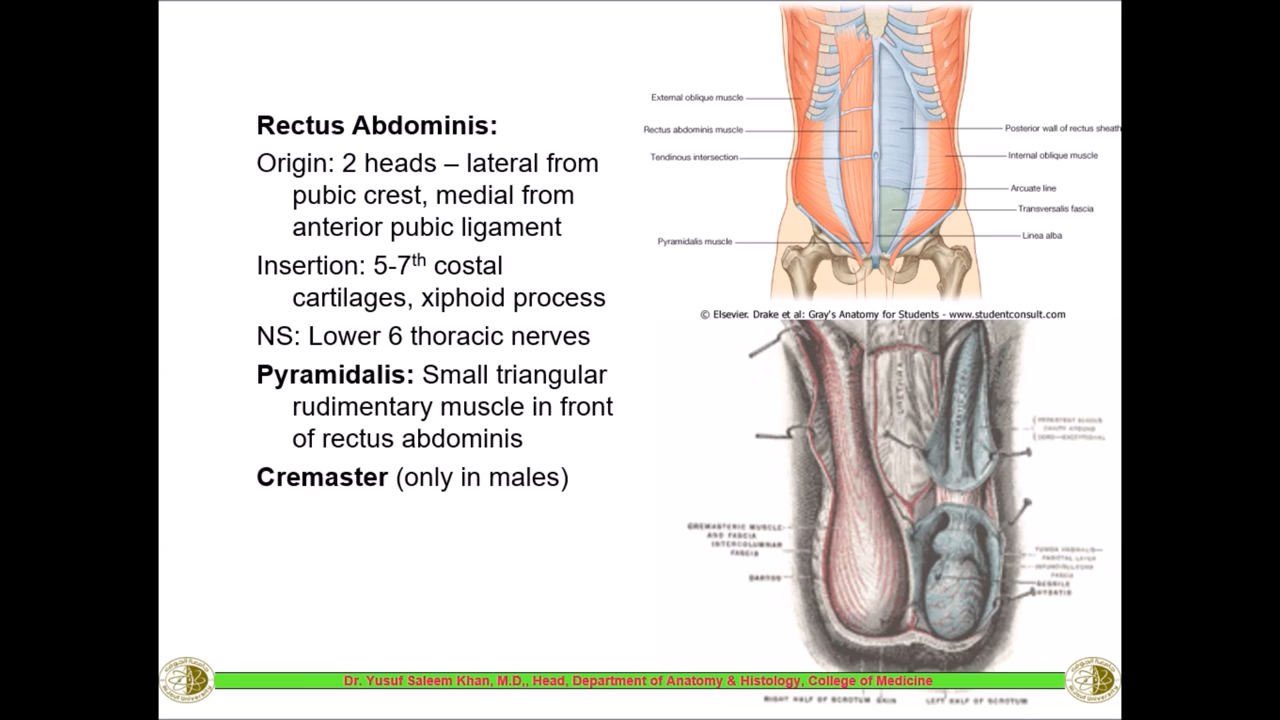 Rectus Abdominis:
Origin: 2 heads – lateral from
pubic crest, medial from
anterior pubic ligament
Insertion: 5-7th costal
cartilages, xiphoid process
NS: Lower 6 thoracic nerves
Pyramidalis: Small triangular
rudimentary muscle in front
of rectus abdominis
Cremaster (only in males)
External oblique muscle
Rectus abdominis muscle
Tendinous intersection
Pyramidalis muscle
Posterior wall of rectus sheath
Internal oblique muscle
Arcuate line
Transversalis fascia
Linea alba
© Elsevier. Drake et al: Gray's Anatomy for Students - www.studentconsult.com
URETHRA
CREMASTERIC MUSCLE
AND FASCIA
INTERCOLUMNAR
FASCIA
DARTOS
CORD—EXCEPTIONAL
PARIETAL LAYER
FASCIA
Dr. Yusuf Saleem Khan, M.D,, Head, Department of Anatomy & Histology, College of Medicine
RIGHT HALF OF SCROTUM SKIN
LEFT HALF OF SCROTUM